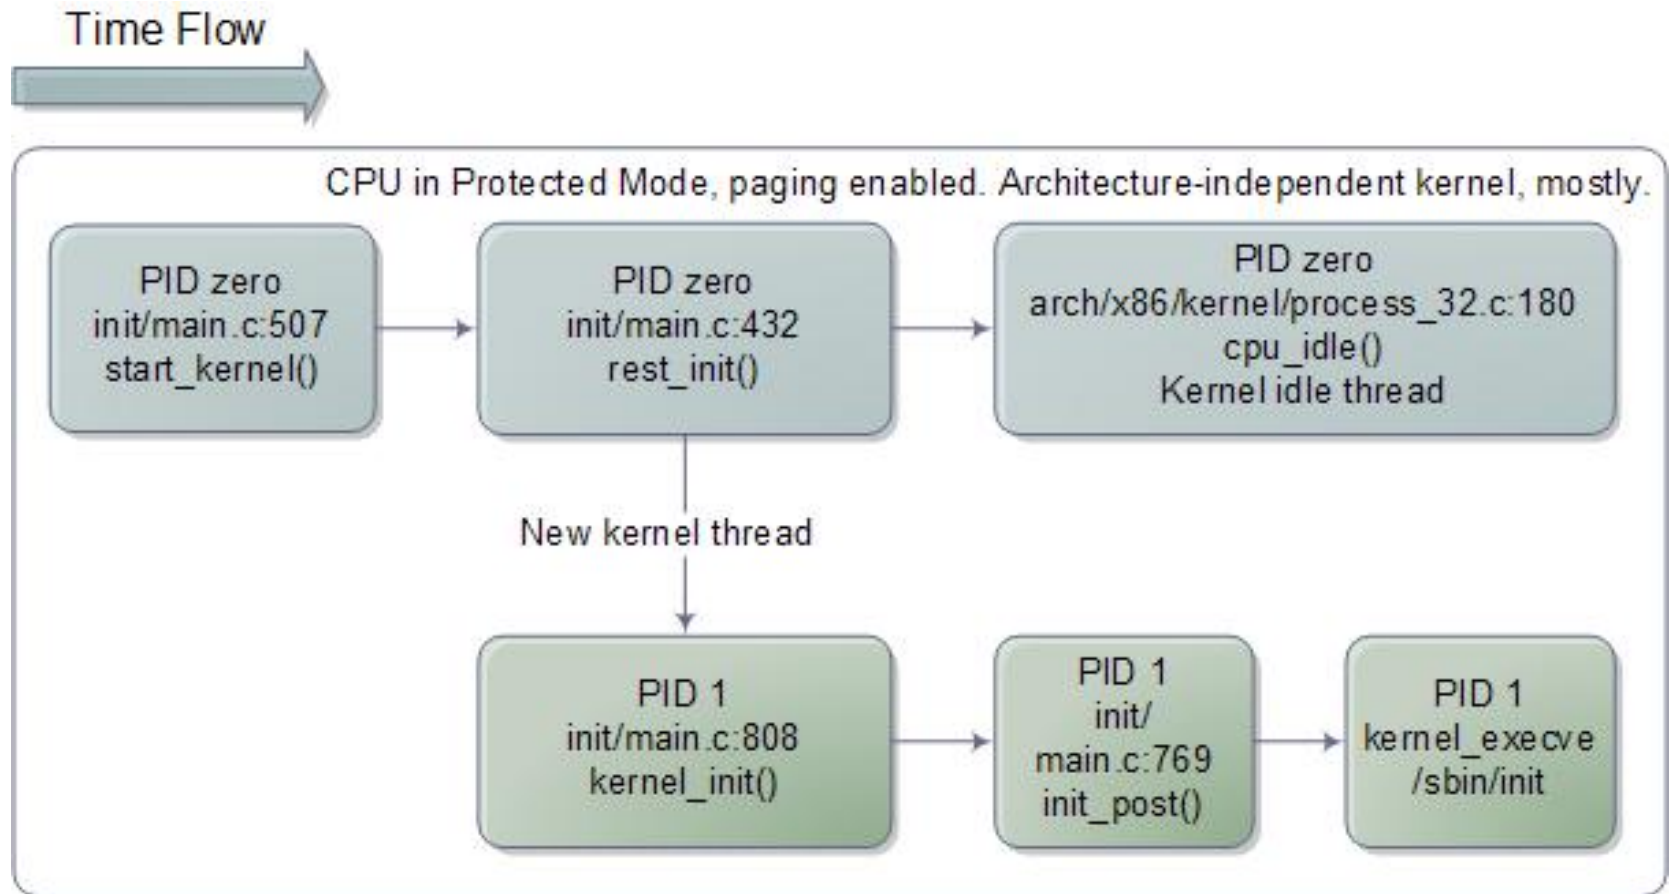 Time Flow
CPU in Protected Mode, paging enabled. Architecture-independent kernel, mostly.
PID zero
init/main.c:507
start_kernel()
PID zero
init/main.c:432
rest_init()
PID zero
arch/x86/kernel/process_32.c:180
cpu_idle()
Kernel idle thread
New kernel thread
PID 1
init/main.c:808
kernel_init()
PID 1
init/
main.c:769
init_post()
PID 1
kernel_execve
/sbin/init